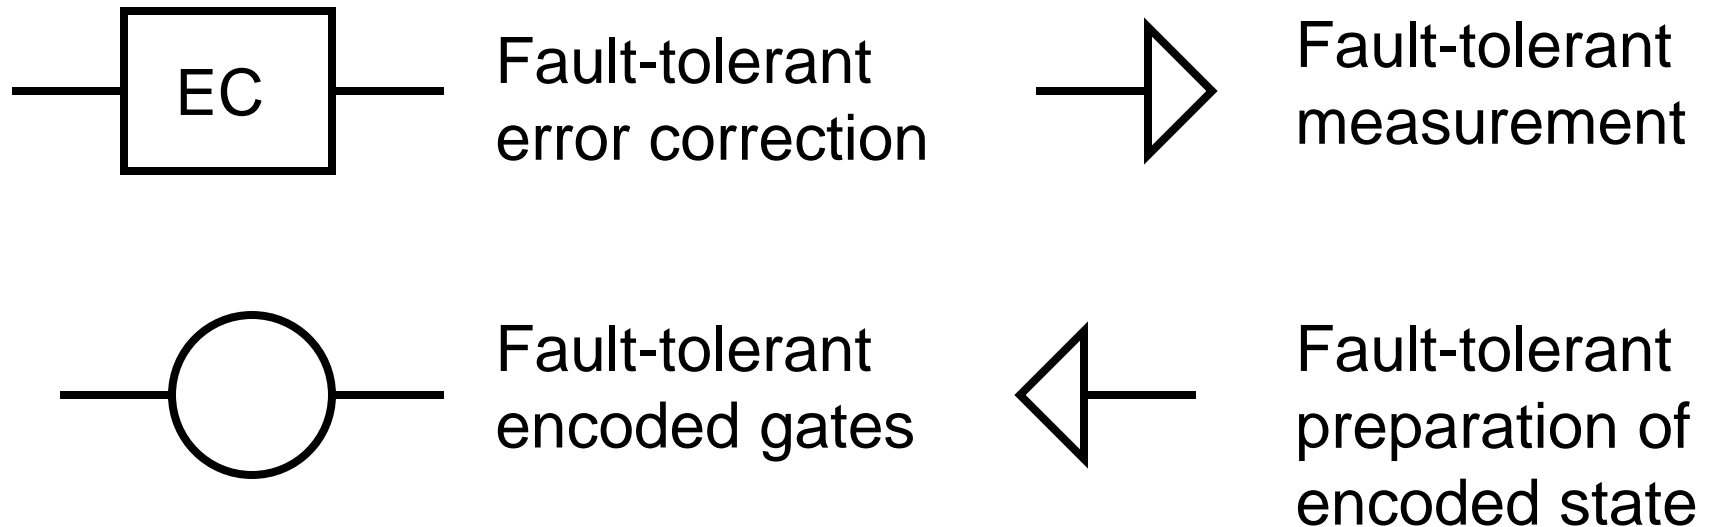 EC
Fault-tolerant
error correction
Fault-tolerant
measurement
Fault-tolerant
encoded gates
Fault-tolerant
preparation of
encoded state